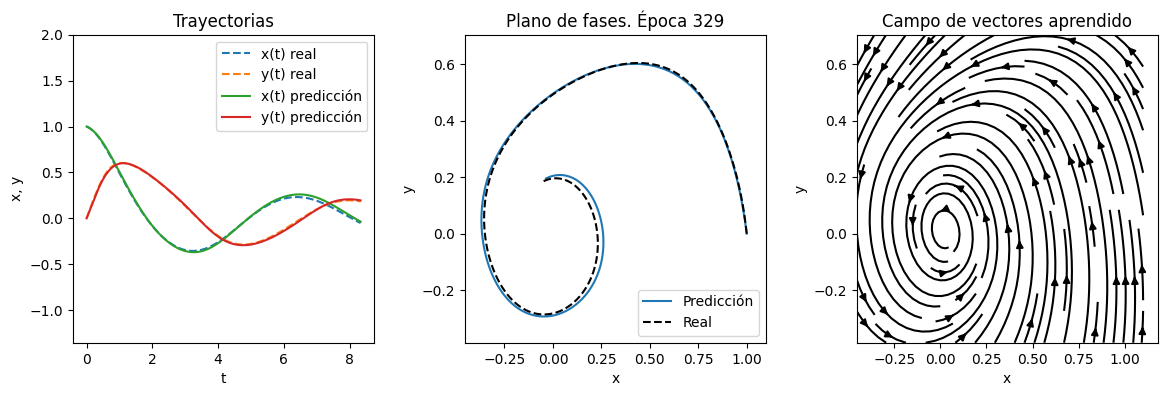 Trayectorias
2.0
1.5
1.0
0.5
0.0
−0.5
−1.0
x, y
0 2 4 6 8
t
x(t) real
y(t) real
x(t) predicción
y(t) predicción
Plano de fases. Época 329
0.6
0.4
0.2
0.0
−0.2
y
−0.25 0.00 0.25 0.50 0.75 1.00
x
Predicción
Real
Campo de vectores aprendido
0.6
0.4
0.2
0.0
−0.2
y
−0.25 0.00 0.25 0.50 0.75 1.00
x